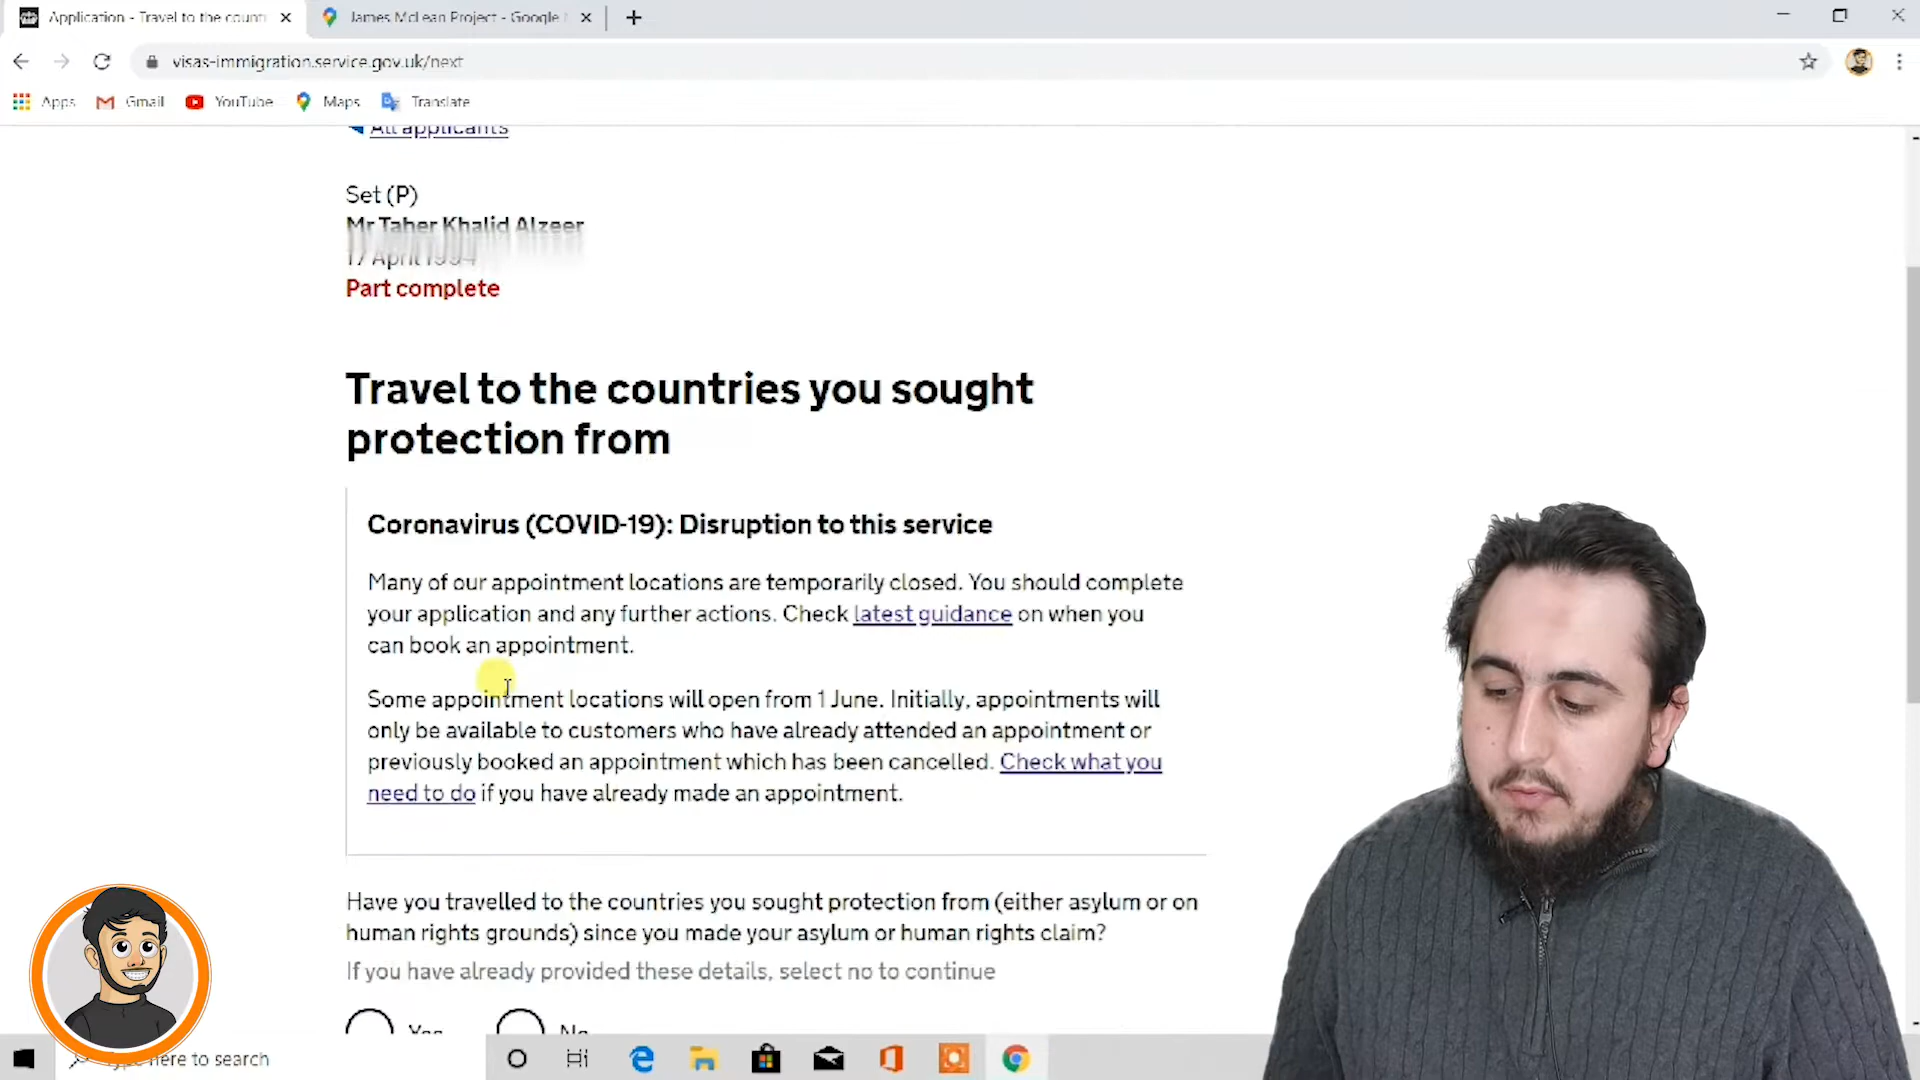 Application - Travel to the countr
James McLean Project - Google
visas-immigration.service.gov.uk/next
Apps
Gmail
YouTube
Maps
Translate
All applicants
Set (P)
Mr Taher Khalid Alzeer
17 April 1994
Part complete
Travel to the countries you sought
protection from
Coronavirus (COVID-19): Disruption to this service
Many of our appointment locations are temporarily closed. You should complete
your application and any further actions. Check latest guidance on when you
can book an appointment.
Some appointment locations will open from 1 June. Initially, appointments will
only be available to customers who have already attended an appointment or
previously booked an appointment which has been cancelled. Check what you
need to do if you have already made an appointment.
Have you travelled to the countries you sought protection from (either asylum or on
human rights grounds) since you made your asylum or human rights claim?
If you have already provided these details, select no to continue
Yes
No
here to search